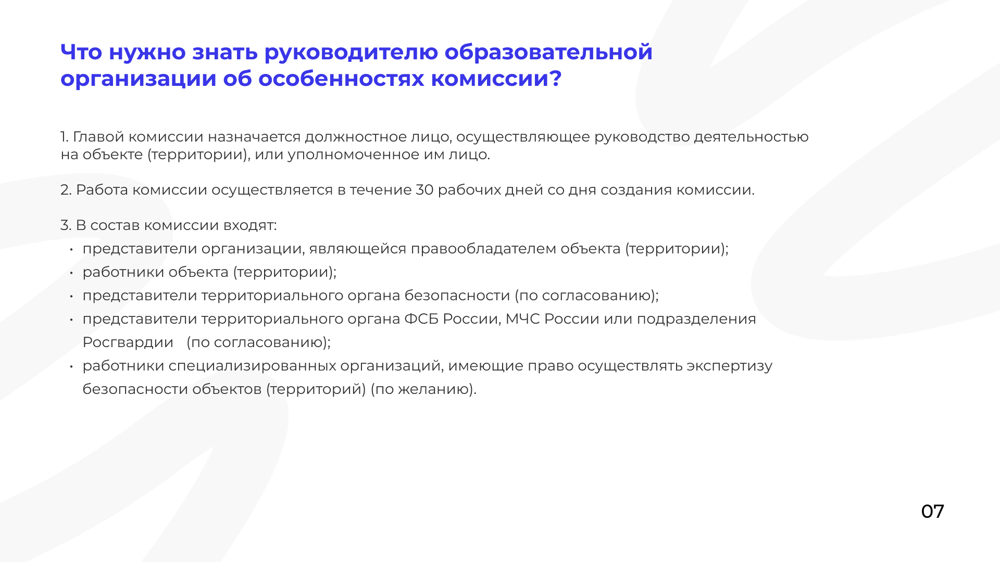 Что нужно знать руководителю образовательной
организации об особенностях комиссии?
1. Главой комиссии назначается должностное лицо, осуществляющее руководство деятельностью
на объекте (территории), или уполномоченное им лицо.
2. Работа комиссии осуществляется в течение 30 рабочих дней со дня создания комиссии.
3. В состав комиссии входят:
• представители организации, являющейся правообладателем объекта (территории);
• работники объекта (территории);
• представители территориального органа безопасности (по согласованию);
• представители территориального органа ФСБ России, МЧС России или подразделения
Росгвардии (по согласованию);
• работники специализированных организаций, имеющие право осуществлять экспертизу
безопасности объектов (территорий) (по желанию).
07